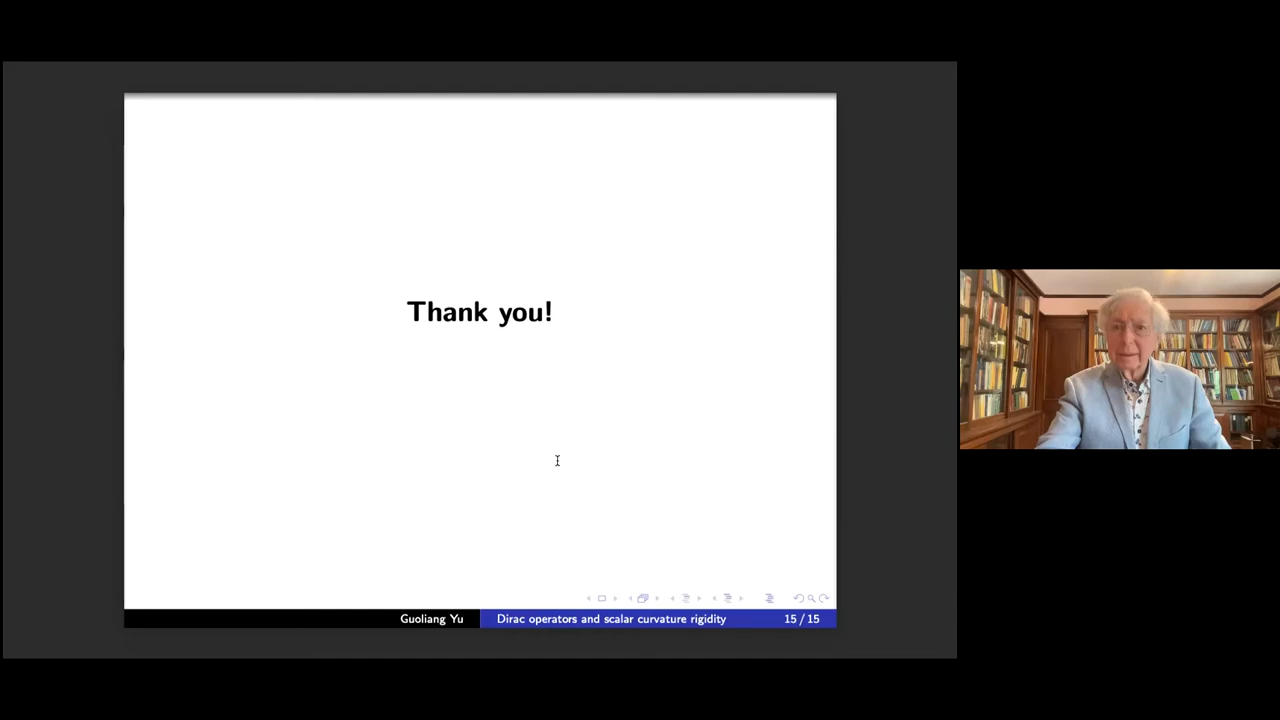 Thank you!
Guoliang Yu
Dirac operators and scalar curvature rigidity
15 / 15